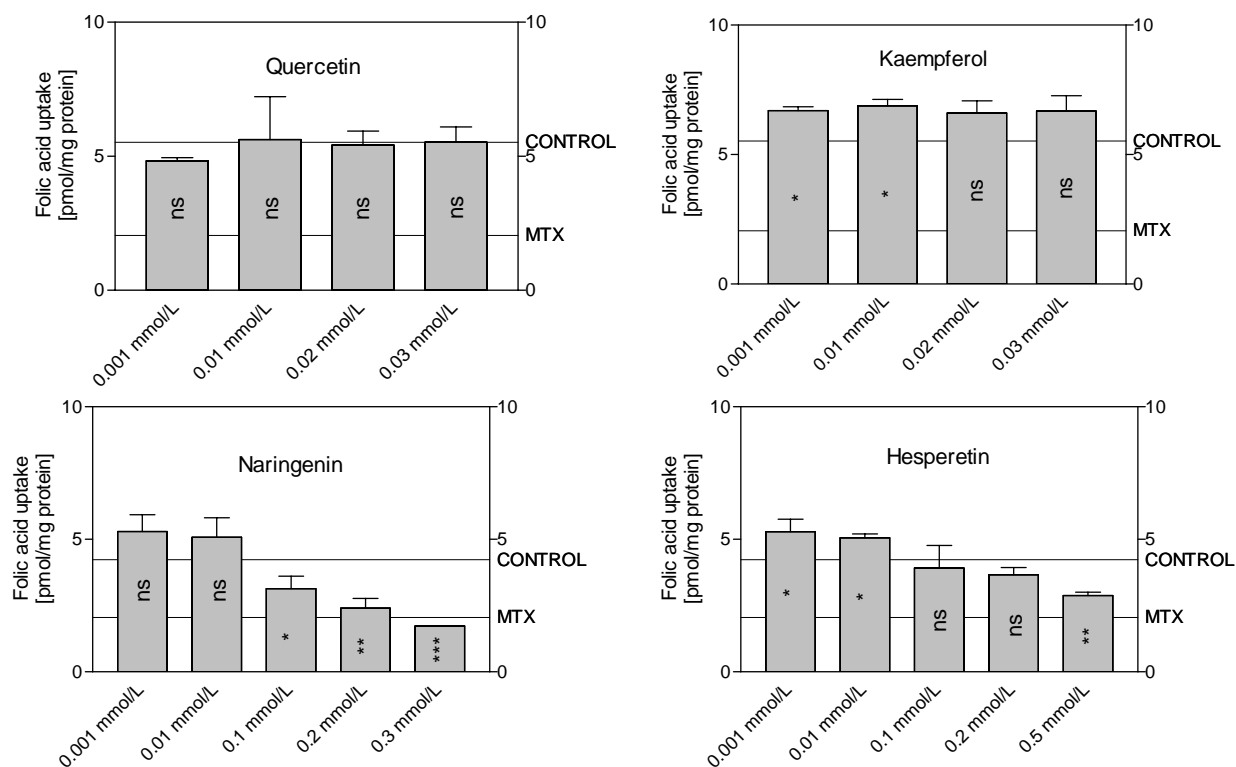 Quercetin
Folic acid uptake
[pmol/mg protein]
10
5
0
10
5
0
CONTROL
MTX
ns
ns
ns
ns
0.001 mmol/L
0.01 mmol/L
0.02 mmol/L
0.03 mmol/L
Kaempferol
Folic acid uptake
[pmol/mg protein]
10
5
0
10
5
0
CONTROL
MTX
*
*
ns
ns
0.001 mmol/L
0.01 mmol/L
0.02 mmol/L
0.03 mmol/L
Naringenin
Folic acid uptake
[pmol/mg protein]
10
5
0
10
5
0
CONTROL
MTX
ns
ns
*
**
***
0.001 mmol/L
0.01 mmol/L
0.1 mmol/L
0.2 mmol/L
0.3 mmol/L
Hesperetin
Folic acid uptake
[pmol/mg protein]
10
5
0
10
5
0
CONTROL
MTX
*
*
ns
ns
**
0.001 mmol/L
0.01 mmol/L
0.1 mmol/L
0.2 mmol/L
0.5 mmol/L